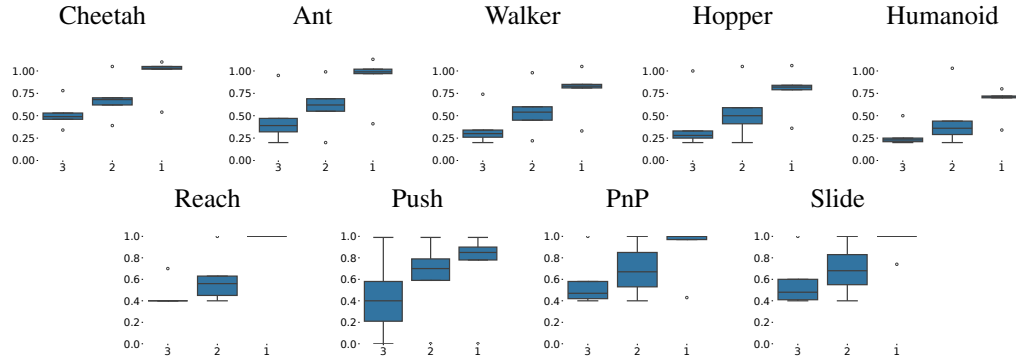 Cheetah Ant Walker Hopper Humanoid
1.00 1.00 1.00 1.00 1.00
0.75 0.75 0.75 0.75 0.75
0.50 0.50 0.50 0.50 0.50
0.25 0.25 0.25 0.25 0.25
0.00 0.00 0.00 0.00 0.00
3 2 1 3 2 1 3 2 1 3 2 1 3 2 1
Reach Push PnP Slide
1.0 1.0 1.0 1.0
0.8 0.8 0.8 0.8
0.6 0.6 0.6 0.6
0.4 0.4 0.4 0.4
0.2 0.2 0.2 0.2
0.0 0.0 0.0 0.0
3 2 1 3 2 1 3 2 1 3 2 1